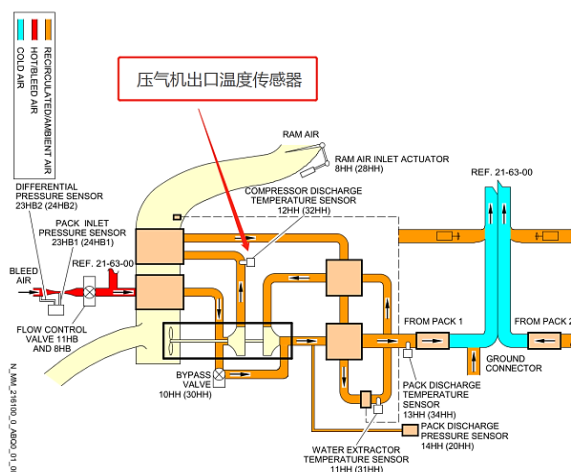 COLD AIR
HOT/BLEED AIR
RECIRCULATED/AMBIENT AIR
压气机出口温度传感器
RAM AIR
RAM AIR INLET ACTUATOR
8HH (28HH)
REF. 21-63-00
COMPRESSOR DISCHARGE
TEMPERATURE SENSOR
12HH (32HH)
DIFFERENTIAL
PRESSURE SENSOR
23HB2 (24HB2)
PACK INLET
PRESSURE SENSOR
23HB1 (24HB1)
REF. 21-63-00
BLEED
AIR
FLOW CONTROL
VALVE 11HB
AND 8HB
FROM PACK 1
FROM PACK 2
GROUND
CONNECTOR
BYPASS
VALVE
10HH (30HH)
PACK DISCHARGE
TEMPERATURE
SENSOR
13HH (34HH)
PACK DISCHARGE
PRESSURE SENSOR
14HH (20HH)
WATER EXTRACTOR
TEMPERATURE SENSOR
11HH (31HH)